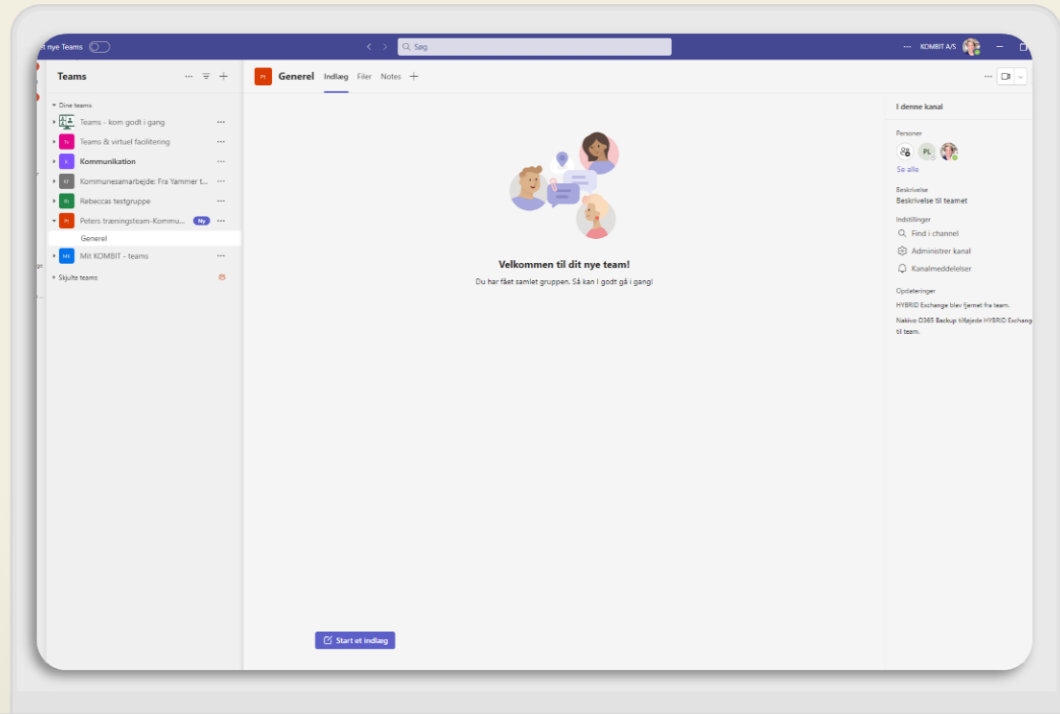 t nye Teams
Søg
KOMBIT A/S
Teams
Dine teams
Teams - kom godt i gang
Teams & virtuel facilitering
Kommunikation
Kommunesamarbejde: Fra Yammer t...
Rebeccas testgruppe
Peters træningsteam-Kommu... Ny
Generel
Mit KOMBIT - teams
Skjulte teams
Generel Indlæg Filer Notes
Velkommen til dit nye team!
Du har fået samlet gruppen. Så kan I godt gå i gang!
Start et indlæg
I denne kanal
Personer
PL
Se alle
Beskrivelse
Beskrivelse til teamet
Indstillinger
Find i channel
Administrer kanal
Kanalmeddelelser
Opdateringer
HYBRID Exchange blev fjernet fra team.
Nakivo O365 Backup tilføjede HYBRID Exchang
til team.